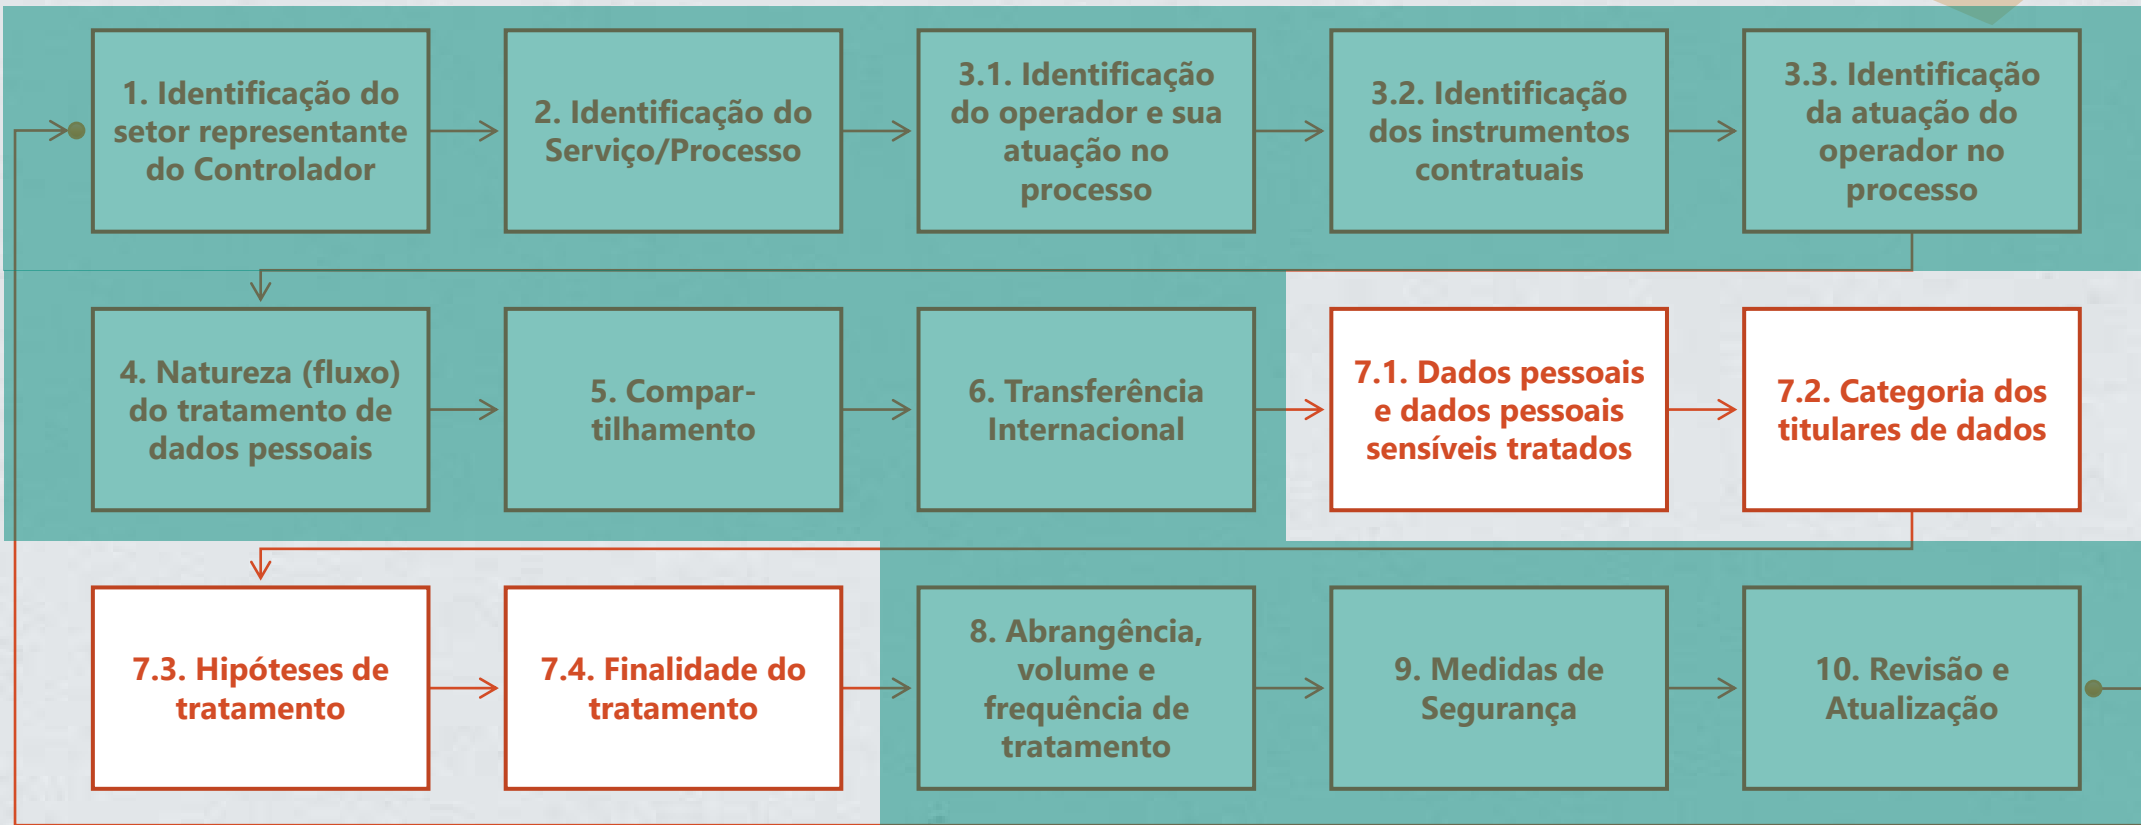 1. Identificação do
setor representante
do Controlador
2. Identificação do
Serviço/Processo
3.1. Identificação
do operador e sua
atuação no
processo
3.2. Identificação
dos instrumentos
contratuais
3.3. Identificação
da atuação do
operador no
processo
4. Natureza (fluxo)
do tratamento de
dados pessoais
5. Compar-
tilhamento
6. Transferência
Internacional
7.1. Dados pessoais
e dados pessoais
sensíveis tratados
7.2. Categoria dos
titulares de dados
7.3. Hipóteses de
tratamento
7.4. Finalidade do
tratamento
8. Abrangência,
volume e
frequência de
tratamento
9. Medidas de
Segurança
10. Revisão e
Atualização